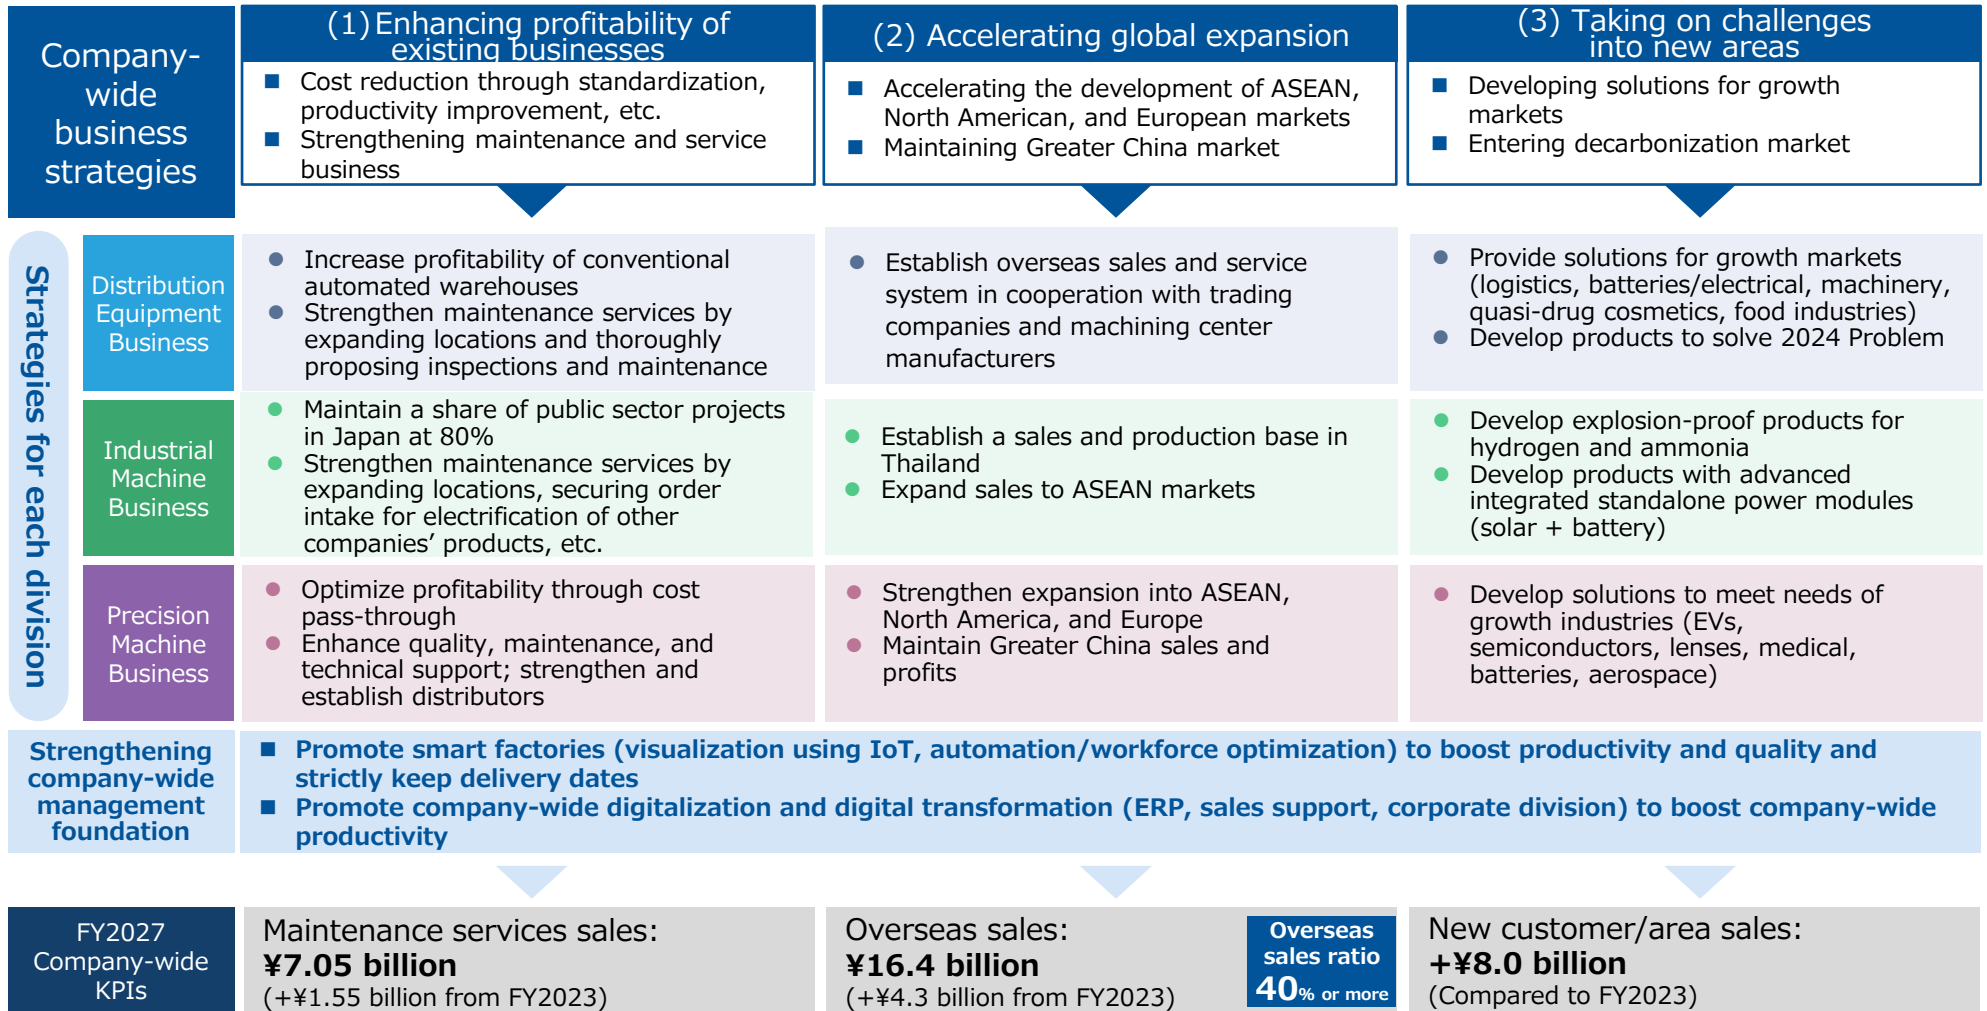 Company-
wide
business
strategies
(1) Enhancing profitability of
existing businesses
■ Cost reduction through standardization,
productivity improvement, etc.
■ Strengthening maintenance and service
business
(2) Accelerating global expansion
■ Accelerating the development of ASEAN,
North American, and European markets
■ Maintaining Greater China market
(3) Taking on challenges
into new areas
■ Developing solutions for growth
markets
■ Entering decarbonization market
Strategies for each division
Distribution
Equipment
Business
● Increase profitability of conventional
automated warehouses
● Strengthen maintenance services by
expanding locations and thoroughly
proposing inspections and maintenance
● Establish overseas sales and service
system in cooperation with trading
companies and machining center
manufacturers
● Provide solutions for growth markets
(logistics, batteries/electrical, machinery,
quasi-drug cosmetics, food industries)
● Develop products to solve 2024 Problem
Industrial
Machine
Business
● Maintain a share of public sector projects
in Japan at 80%
● Strengthen maintenance services by
expanding locations, securing order
intake for electrification of other
companies’ products, etc.
● Establish a sales and production base in
Thailand
● Expand sales to ASEAN markets
● Develop explosion-proof products for
hydrogen and ammonia
● Develop products with advanced
integrated standalone power modules
(solar + battery)
Precision
Machine
Business
● Optimize profitability through cost
pass-through
● Enhance quality, maintenance, and
technical support; strengthen and
establish distributors
● Strengthen expansion into ASEAN,
North America, and Europe
● Maintain Greater China sales and
profits
● Develop solutions to meet needs of
growth industries (EVs,
semiconductors, lenses, medical,
batteries, aerospace)
Strengthening
company-wide
management
foundation
■ Promote smart factories (visualization using IoT, automation/workforce optimization) to boost productivity and quality and
strictly keep delivery dates
■ Promote company-wide digitalization and digital transformation (ERP, sales support, corporate division) to boost company-wide
productivity
FY2027
Company-wide
KPIs
Maintenance services sales:
¥7.05 billion
(+¥1.55 billion from FY2023)
Overseas sales:
¥16.4 billion
(+¥4.3 billion from FY2023)
Overseas
sales ratio
40% or more
New customer/area sales:
+¥8.0 billion
(Compared to FY2023)